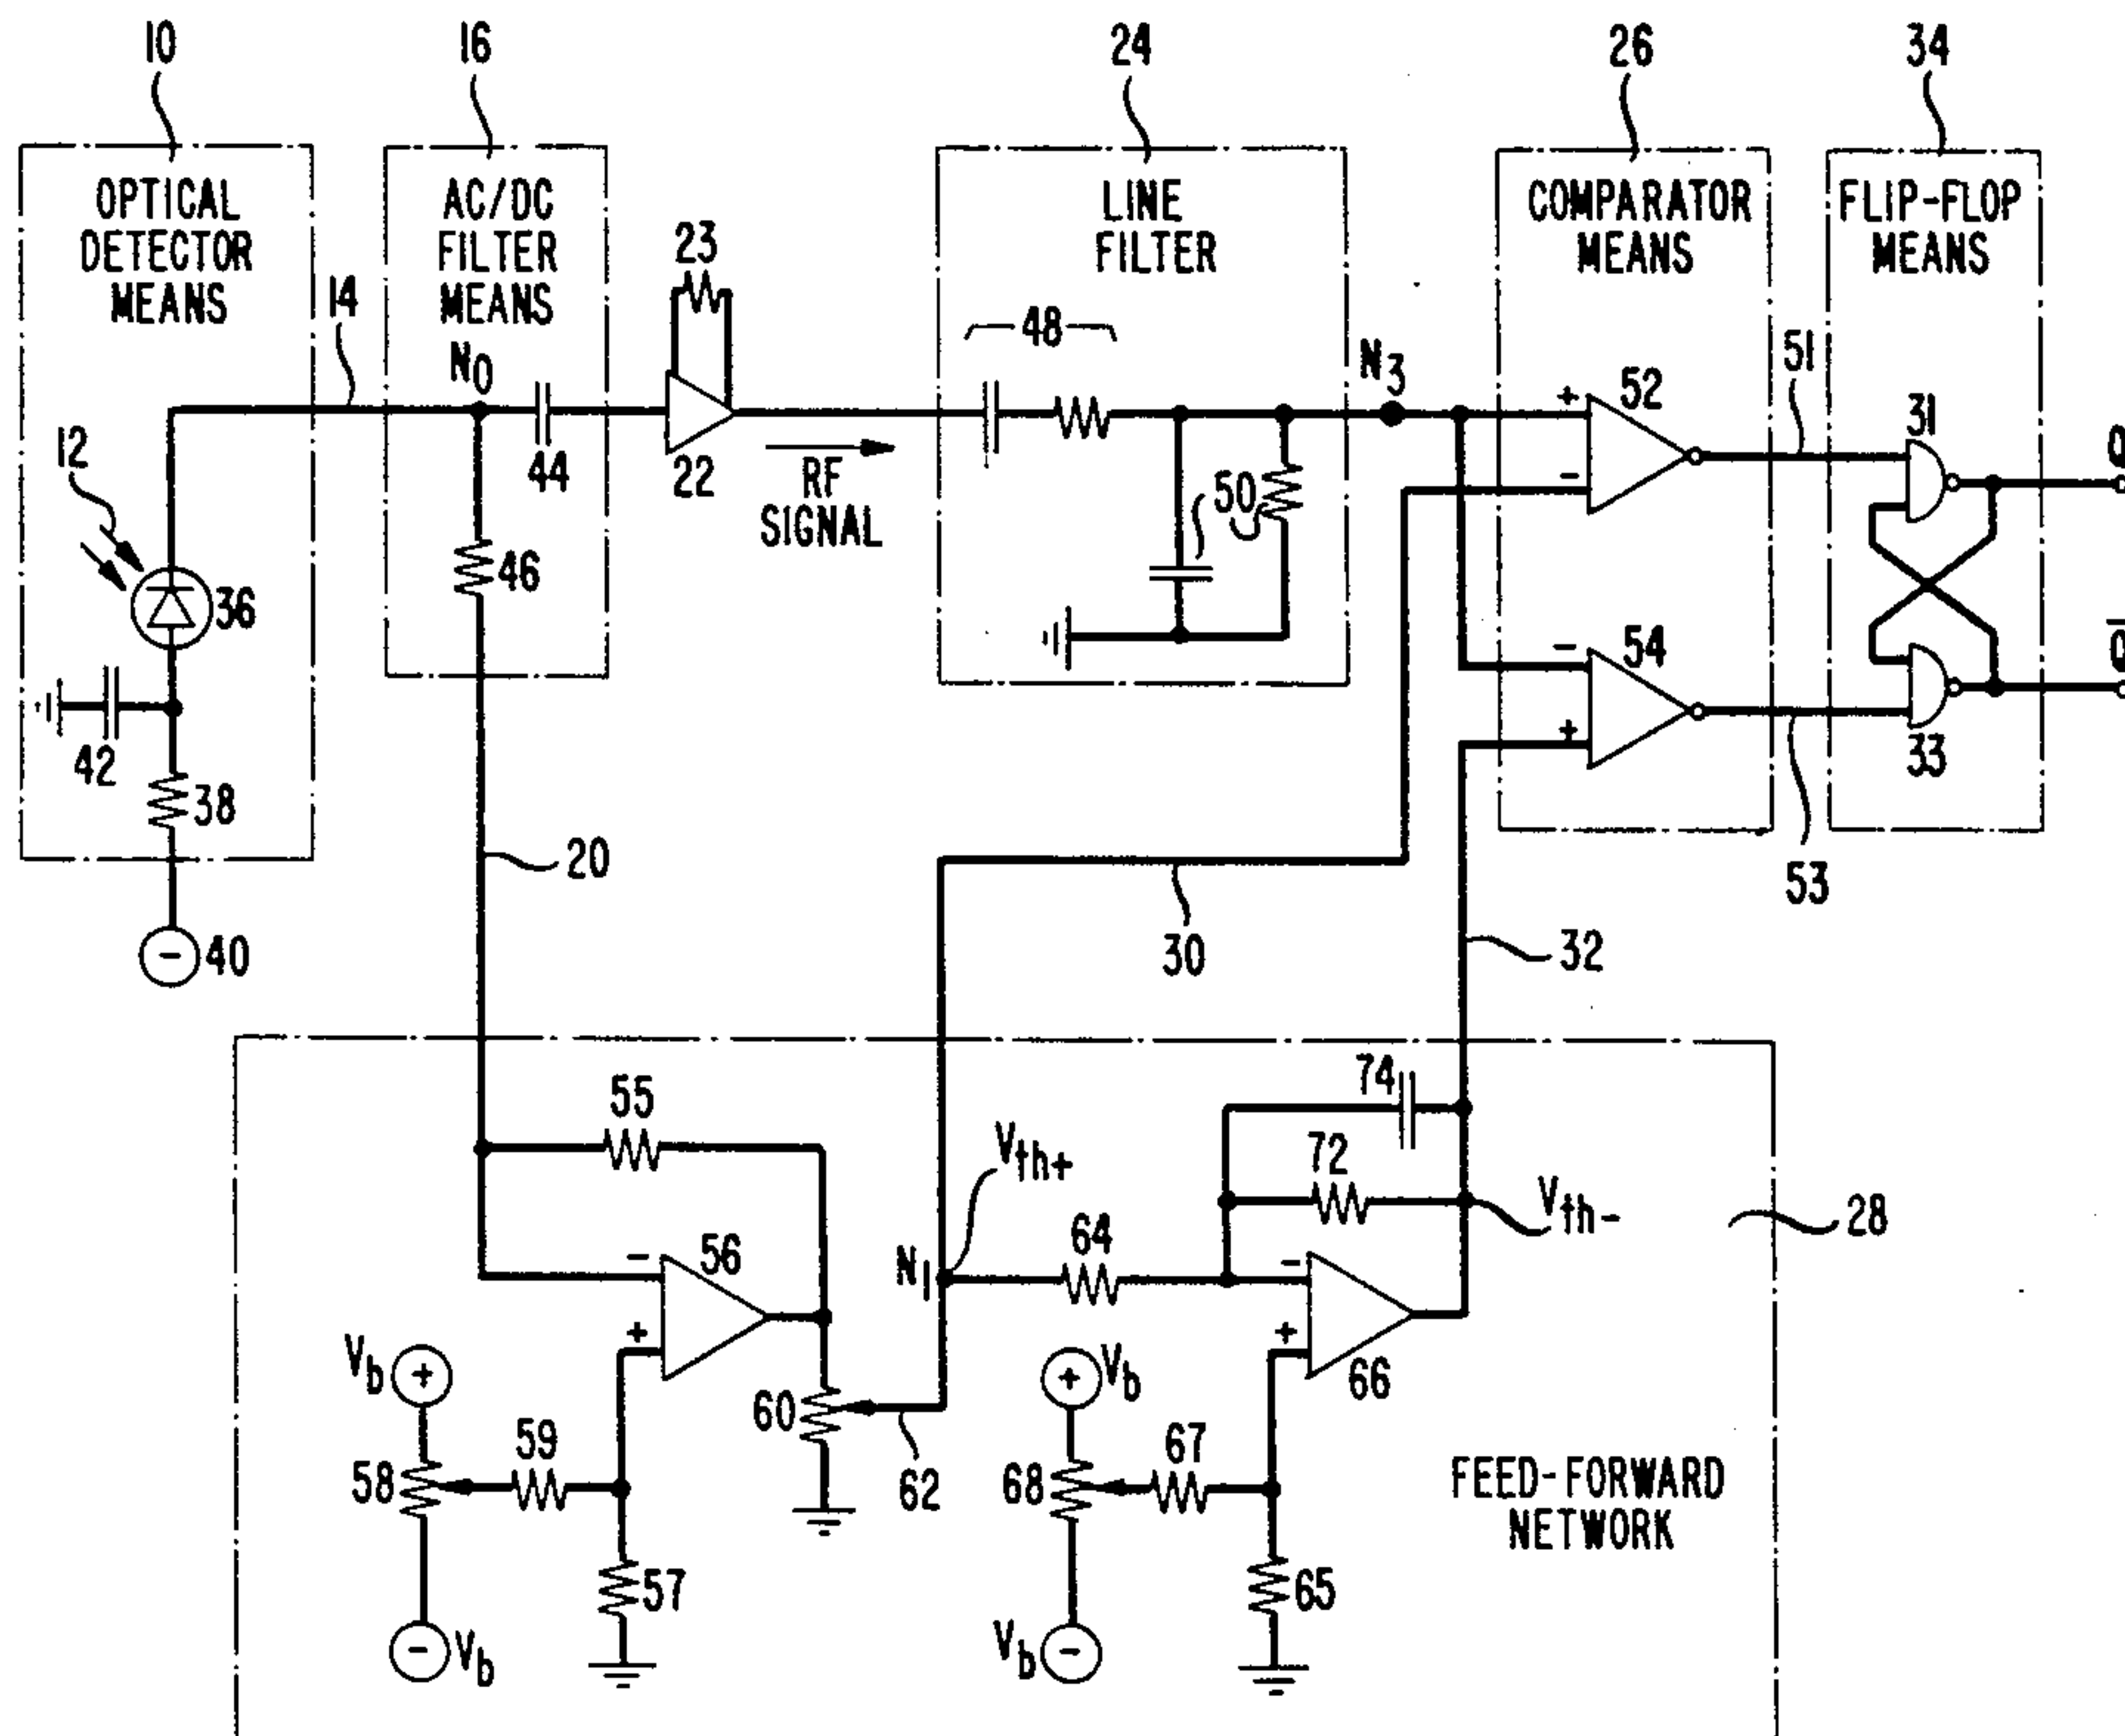 10
16
24
26
34
OPTICAL
DETECTOR
MEANS
AC/DC
FILTER
MEANS
LINE
FILTER
COMPARATOR
MEANS
FLIP-FLOP
MEANS
14
23
N0
48
N3
52
51
31
Q
+
-
12
44
22
RF
SIGNAL
50
46
36
-
54
+
Q̅
42
38
33
20
53
30
32
- 40
55
74
72
Vth+
Vth-
28
N1
64
-
56
+
-
+
66
Vb +
+ Vb
60
62
59
58
67
68
57
65
- Vb
Vb -
FEED-FORWARD
NETWORK